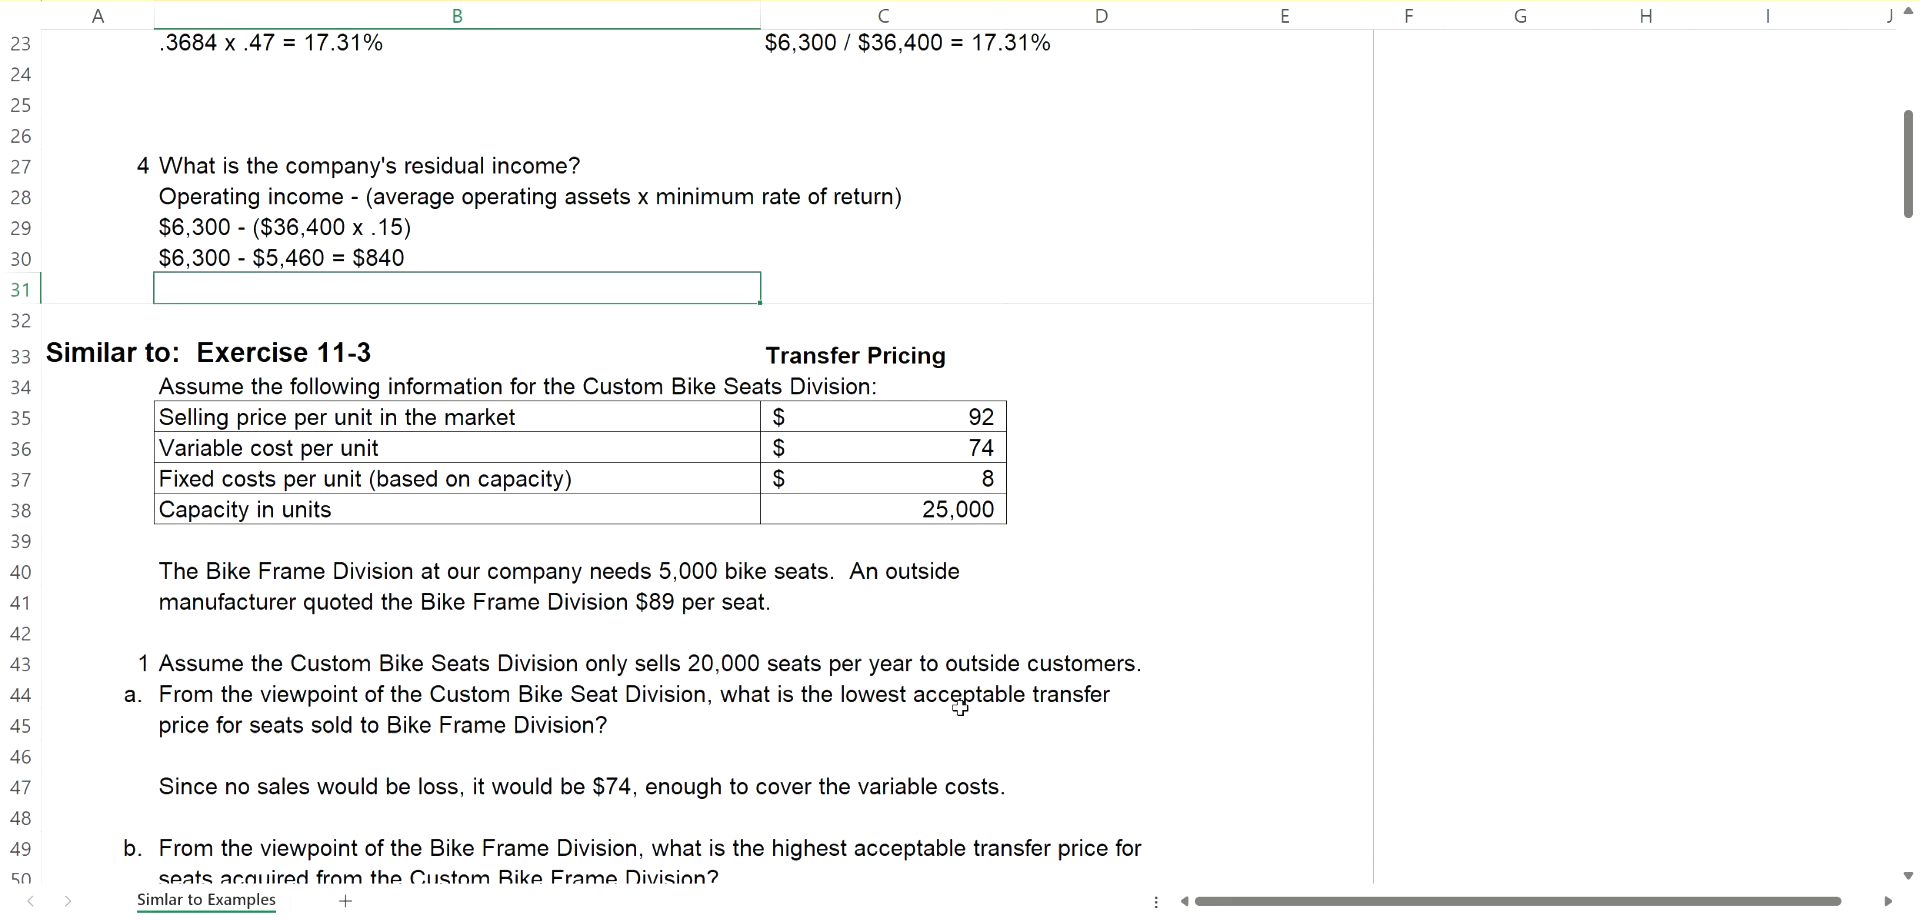 A B C D E F G H I J
23 .3684 x .47 = 17.31% $6,300 / $36,400 = 17.31%
24
25
26
27 4 What is the company's residual income?
28 Operating income - (average operating assets x minimum rate of return)
29 $6,300 - ($36,400 x .15)
30 $6,300 - $5,460 = $840
31
32
33 Similar to: Exercise 11-3 Transfer Pricing
34 Assume the following information for the Custom Bike Seats Division:
35 Selling price per unit in the market $ 92
36 Variable cost per unit $ 74
37 Fixed costs per unit (based on capacity) $ 8
38 Capacity in units 25,000
39
40 The Bike Frame Division at our company needs 5,000 bike seats. An outside
41 manufacturer quoted the Bike Frame Division $89 per seat.
42
43 1 Assume the Custom Bike Seats Division only sells 20,000 seats per year to outside customers.
44 a. From the viewpoint of the Custom Bike Seat Division, what is the lowest acceptable transfer
45 price for seats sold to Bike Frame Division?
46
47 Since no sales would be loss, it would be $74, enough to cover the variable costs.
48
49 b. From the viewpoint of the Bike Frame Division, what is the highest acceptable transfer price for
50 seats acquired from the Custom Bike Frame Division?
Simlar to Examples